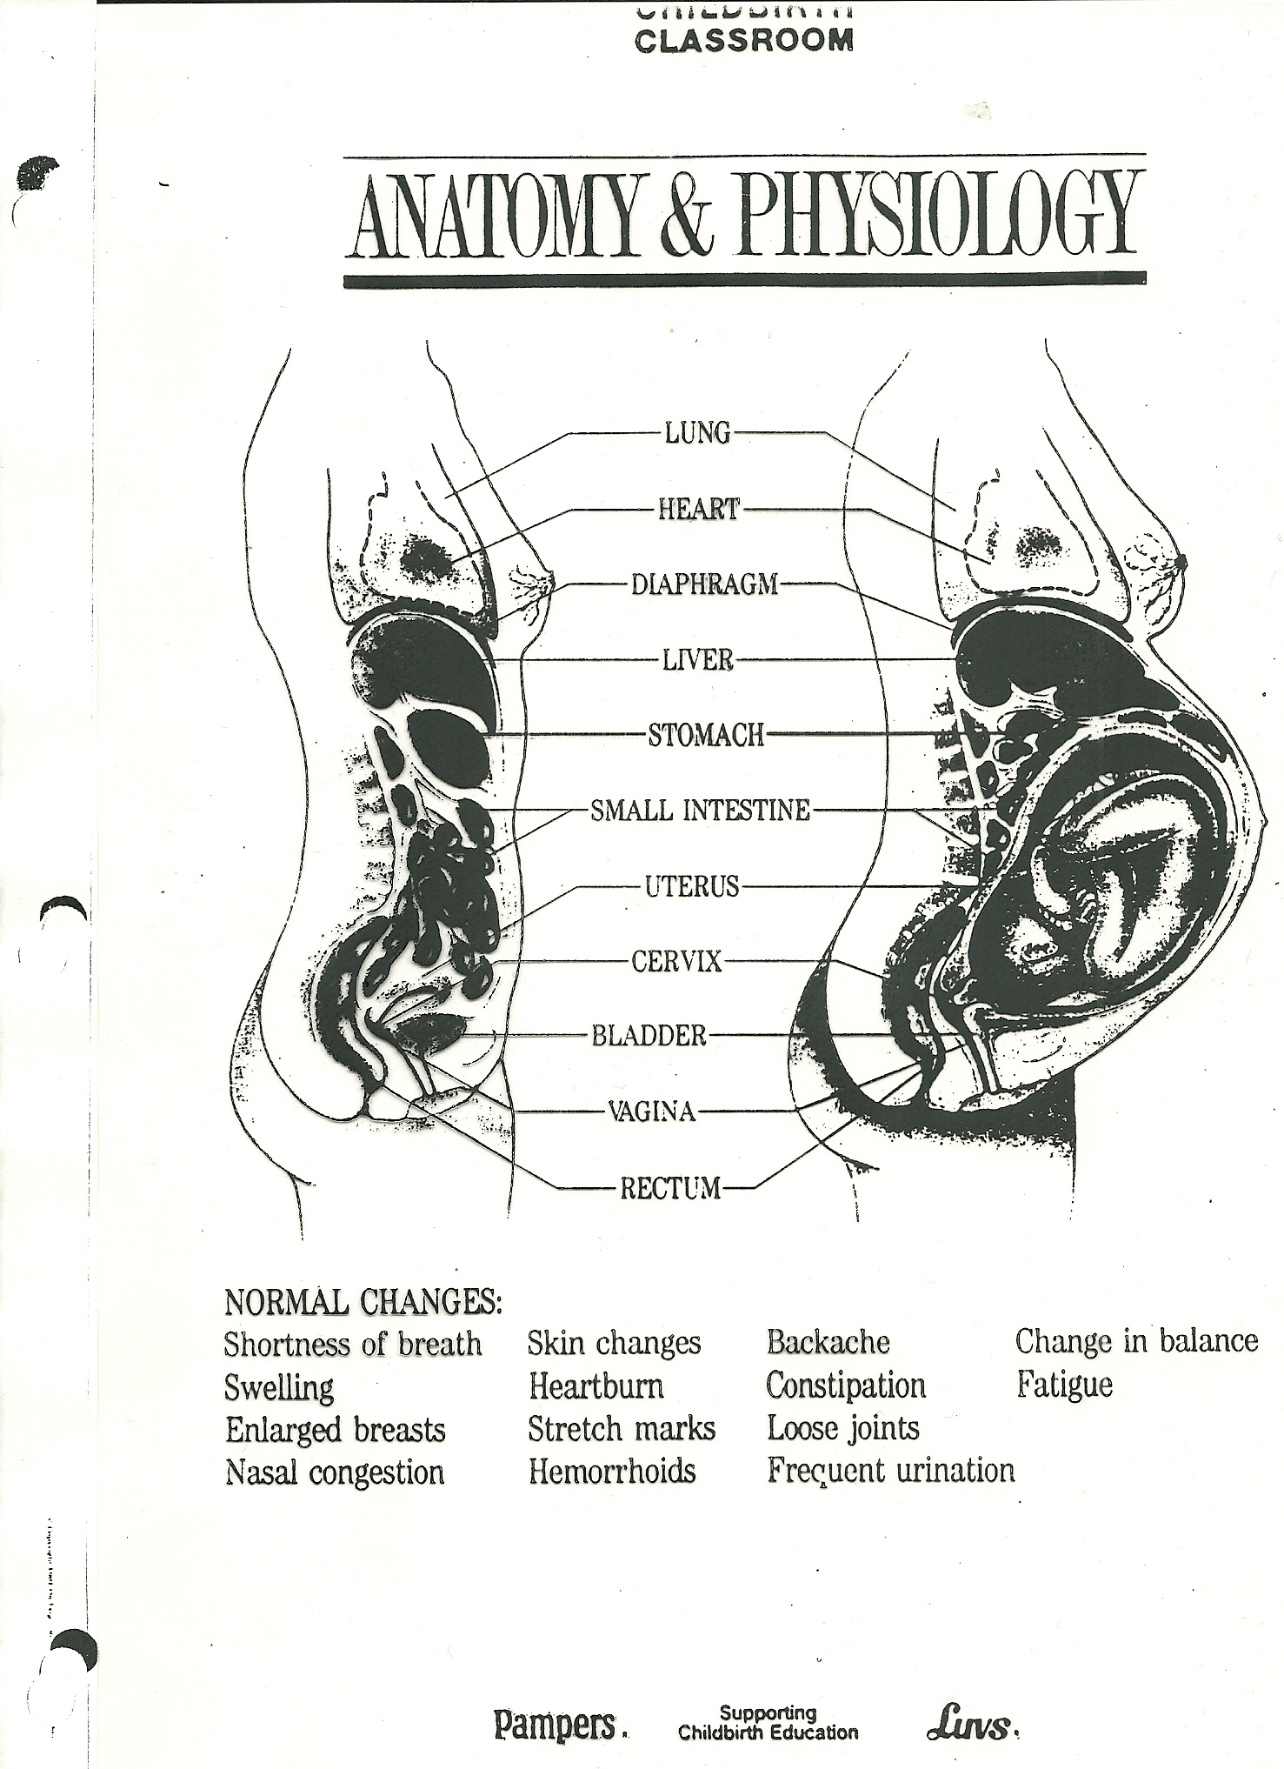 CHILDBIRTH
CLASSROOM
ANATOMY & PHYSIOLOGY
LUNG
HEART
DIAPHRAGM
LIVER
STOMACH
SMALL INTESTINE
UTERUS
CERVIX
BLADDER
VAGINA
RECTUM
NORMAL CHANGES:
Shortness of breath Skin changes Backache Change in balance
Swelling Heartburn Constipation Fatigue
Enlarged breasts Stretch marks Loose joints
Nasal congestion Hemorrhoids Frequent urination
Pampers. Supporting Childbirth Education Luvs.